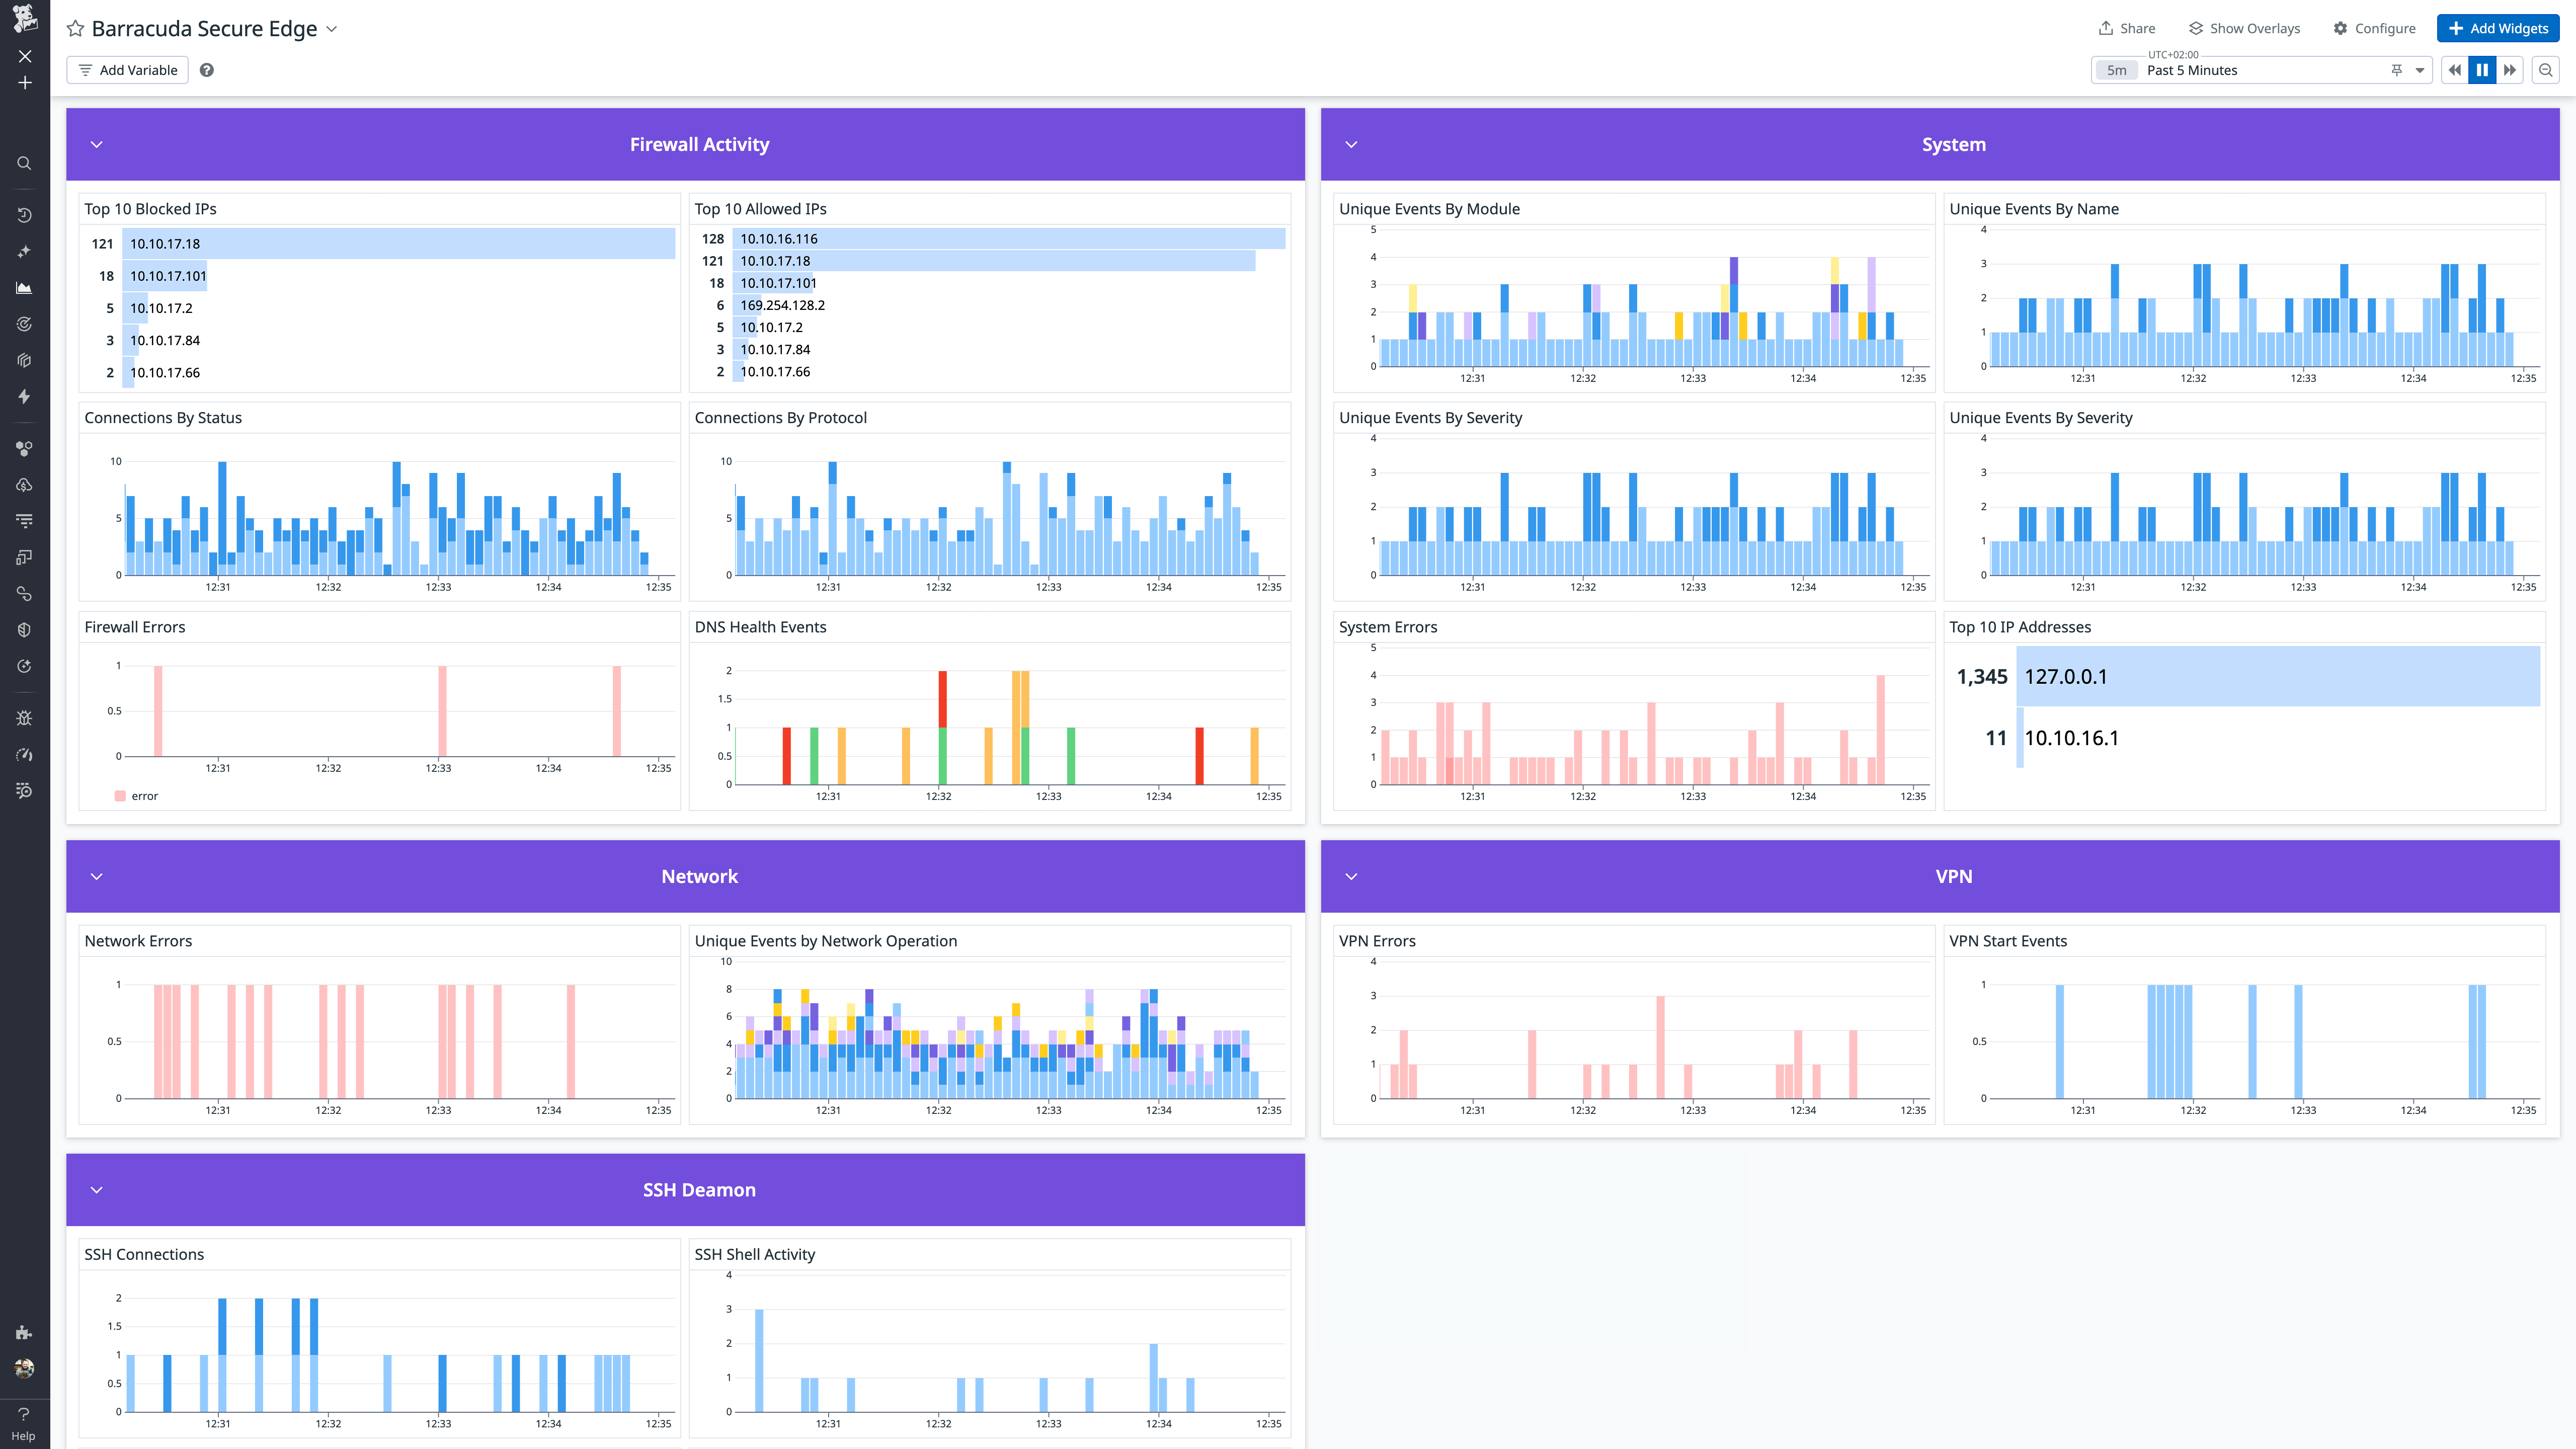 Barracuda Secure Edge
Share
Show Overlays
Configure
Add Widgets
Add Variable
UTC+02:00
5m
Past 5 Minutes
Firewall Activity
Top 10 Blocked IPs
121 10.10.17.18
18 10.10.17.101
5 10.10.17.2
3 10.10.17.84
2 10.10.17.66
Top 10 Allowed IPs
128 10.10.16.116
121 10.10.17.18
18 10.10.17.101
6 169.254.128.2
5 10.10.17.2
3 10.10.17.84
2 10.10.17.66
Connections By Status
10
5
0
12:31 12:32 12:33 12:34 12:35
Connections By Protocol
10
5
0
12:31 12:32 12:33 12:34 12:35
Firewall Errors
1
0.5
0
12:31 12:32 12:33 12:34 12:35
error
DNS Health Events
2
1.5
1
0.5
0
12:31 12:32 12:33 12:34 12:35
System
Unique Events By Module
5
4
3
2
1
0
12:31 12:32 12:33 12:34 12:35
Unique Events By Name
4
3
2
1
0
12:31 12:32 12:33 12:34 12:35
Unique Events By Severity
4
3
2
1
0
12:31 12:32 12:33 12:34 12:35
Unique Events By Severity
4
3
2
1
0
12:31 12:32 12:33 12:34 12:35
System Errors
5
4
3
2
1
0
12:31 12:32 12:33 12:34 12:35
Top 10 IP Addresses
1,345 127.0.0.1
11 10.10.16.1
Network
Network Errors
1
0.5
0
12:31 12:32 12:33 12:34 12:35
Unique Events by Network Operation
10
8
6
4
2
0
12:31 12:32 12:33 12:34 12:35
VPN
VPN Errors
4
3
2
1
0
12:31 12:32 12:33 12:34 12:35
VPN Start Events
1
0.5
0
12:31 12:32 12:33 12:34 12:35
SSH Deamon
SSH Connections
2
1.5
1
0.5
0
12:31 12:32 12:33 12:34 12:35
SSH Shell Activity
4
3
2
1
0
12:31 12:32 12:33 12:34 12:35
Help